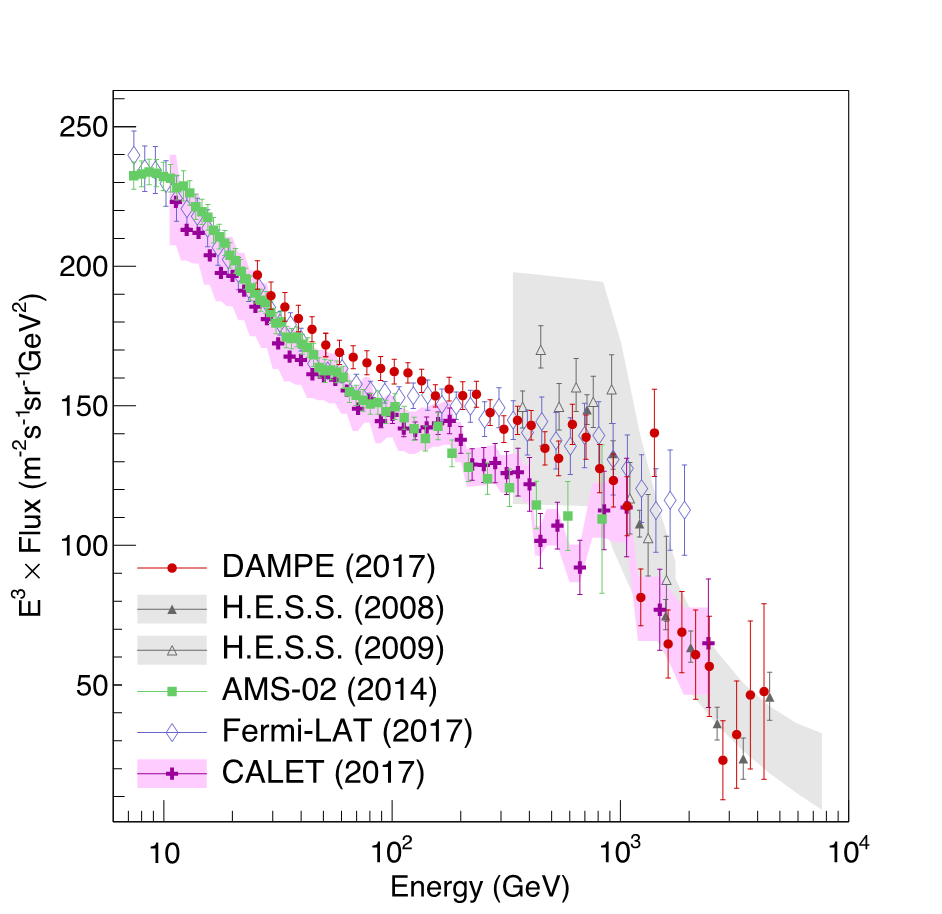 250
200
150
100
50
E³ × Flux (m⁻²s⁻¹sr⁻¹GeV²)
DAMPE (2017)
H.E.S.S. (2008)
H.E.S.S. (2009)
AMS-02 (2014)
Fermi-LAT (2017)
CALET (2017)
10 10² 10³ 10⁴
Energy (GeV)